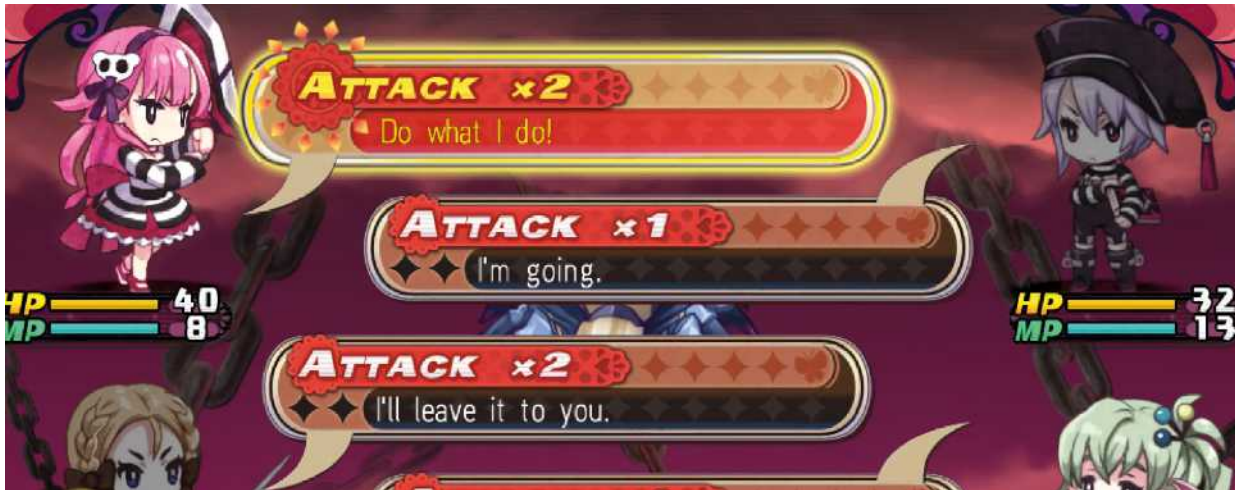 ATTACK ×2
Do what I do!
ATTACK ×1
I'm going.
HP 40
MP 8
HP 32
MP 13
ATTACK ×2
I'll leave it to you.